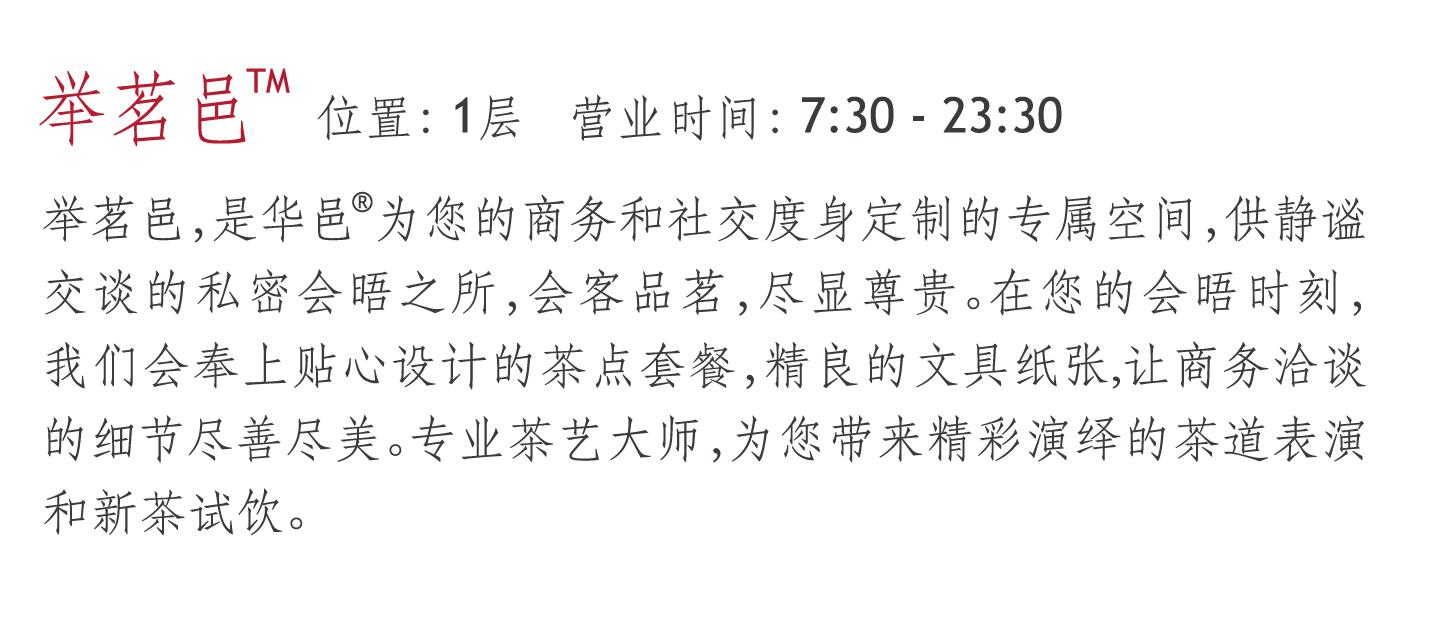 举茗邑™ 位置: 1层 营业时间: 7:30 - 23:30
举茗邑,是华邑®为您的商务和社交度身定制的专属空间,供静谧
交谈的私密会晤之所,会客品茗,尽显尊贵。在您的会晤时刻,
我们会奉上贴心设计的茶点套餐,精良的文具纸张,让商务洽谈
的细节尽善尽美。专业茶艺大师,为您带来精彩演绎的茶道表演
和新茶试饮。